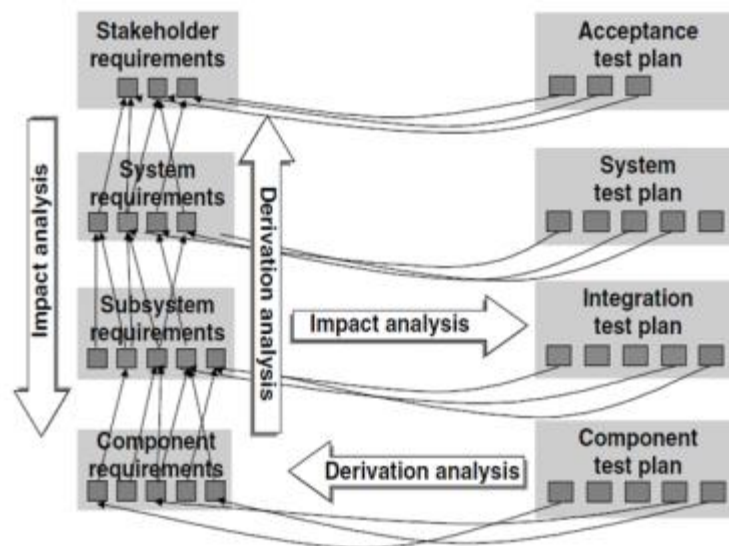 Stakeholder
requirements
Acceptance
test plan
Impact analysis
Derivation analysis
System
requirements
System
test plan
Subsystem
requirements
Impact analysis
Integration
test plan
Component
requirements
Derivation analysis
Component
test plan